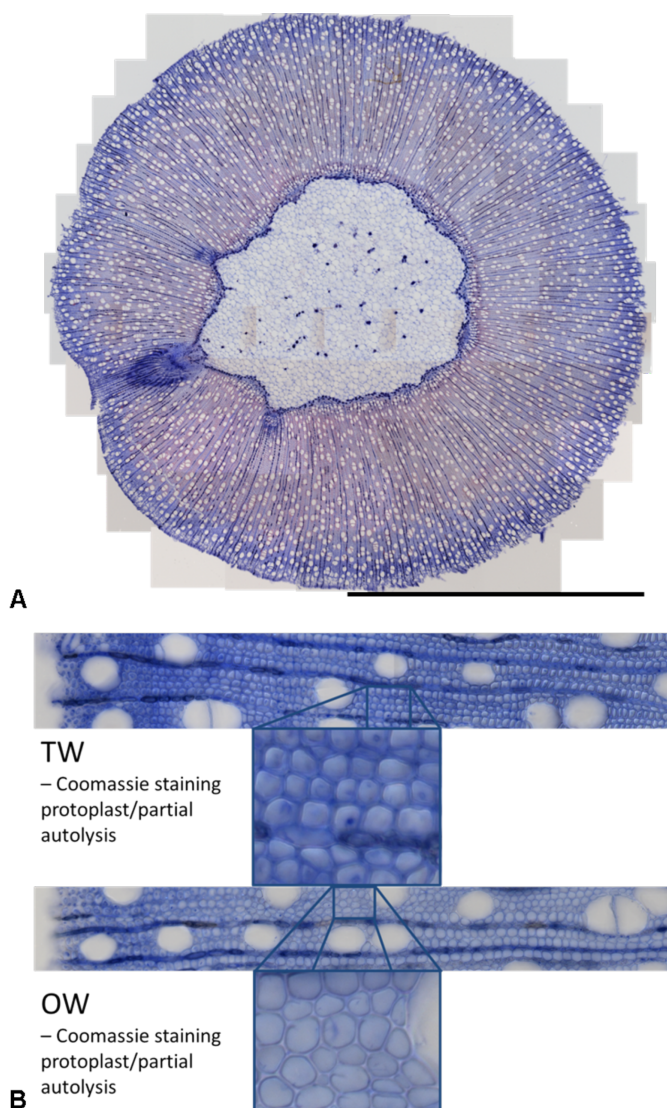 A
TW
– Coomassie staining
protoplast/partial
autolysis
OW
– Coomassie staining
protoplast/partial
autolysis
B